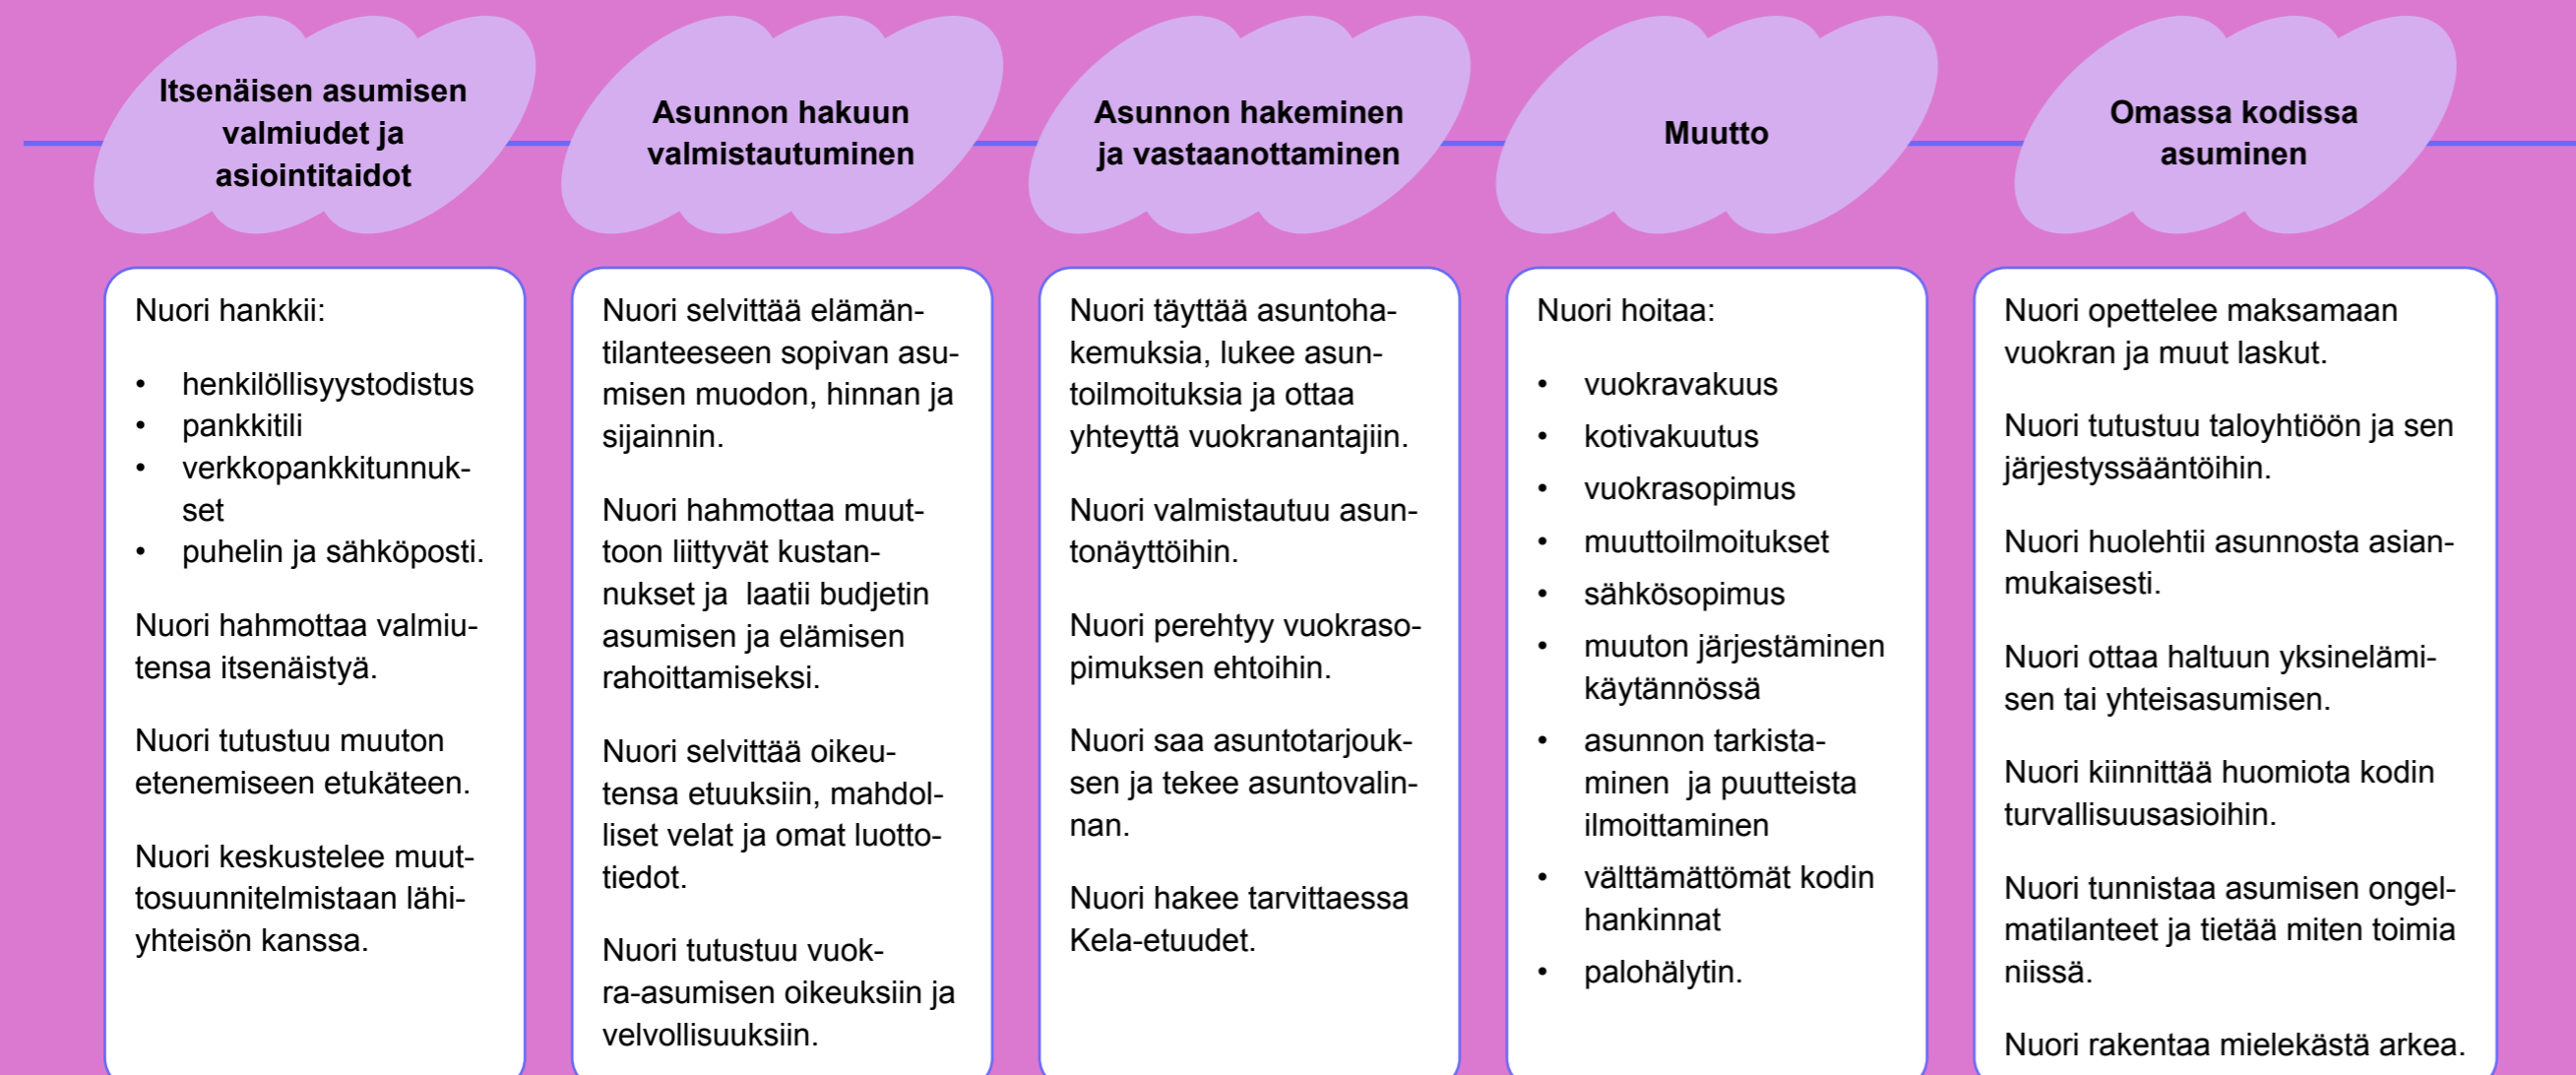 Itsenäisen asumisen
valmiudet ja
asiointitaidot
Nuori hankkii:
• henkilöllisyystodistus
• pankkitili
• verkkopankkitunnuk-
set
• puhelin ja sähköposti.
Nuori hahmottaa valmiu-
tensa itsenäistyä.
Nuori tutustuu muuton
etenemiseen etukäteen.
Nuori keskustelee muut-
tosuunnitelmistaan lähi-
yhteisön kanssa.
Asunnon hakuun
valmistautuminen
Nuori selvittää elämän-
tilanteeseen sopivan asu-
misen muodon, hinnan ja
sijainnin.
Nuori hahmottaa muut-
toon liittyvät kustan-
nukset ja  laatii budjetin
asumisen ja elämisen
rahoittamiseksi.
Nuori selvittää oikeu-
tensa etuuksiin, mahdol-
liset velat ja omat luotto-
tiedot.
Nuori tutustuu vuok-
ra-asumisen oikeuksiin ja
velvollisuuksiin.
Asunnon hakeminen
ja vastaanottaminen
Nuori täyttää asuntoha-
kemuksia, lukee asun-
toilmoituksia ja ottaa
yhteyttä vuokranantajiin.
Nuori valmistautuu asun-
tonäyttöihin.
Nuori perehtyy vuokraso-
pimuksen ehtoihin.
Nuori saa asuntotarjouk-
sen ja tekee asuntovalin-
nan.
Nuori hakee tarvittaessa
Kela-etuudet.
Muutto
Nuori hoitaa:
• vuokravakuus
• kotivakuutus
• vuokrasopimus
• muuttoilmoitukset
• sähkösopimus
• muuton järjestäminen
käytännössä
• asunnon tarkista-
minen  ja puutteista
ilmoittaminen
• välttämättömät kodin
hankinnat
• palohälytin.
Omassa kodissa
asuminen
Nuori opettelee maksamaan
vuokran ja muut laskut.
Nuori tutustuu taloyhtiöön ja sen
järjestyssääntöihin.
Nuori huolehtii asunnosta asian-
mukaisesti.
Nuori ottaa haltuun yksinelämi-
sen tai yhteisasumisen.
Nuori kiinnittää huomiota kodin
turvallisuusasioihin.
Nuori tunnistaa asumisen ongel-
matilanteet ja tietää miten toimia
niissä.
Nuori rakentaa mielekästä arkea.